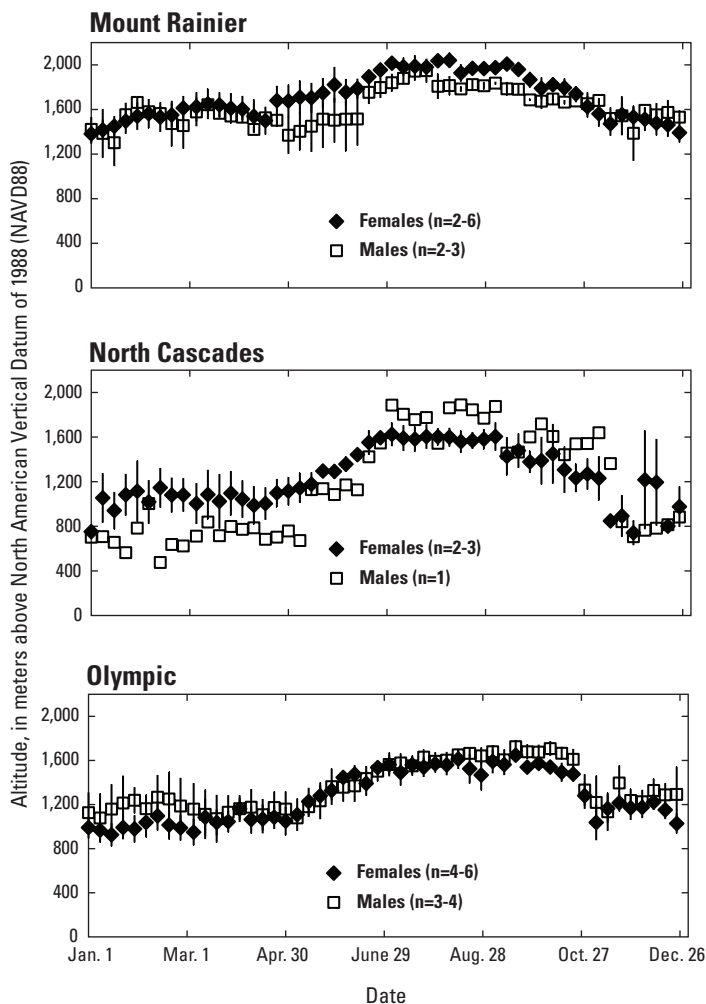 Mount Rainier
2,000
1,600
1,200
800
400
0
Females (n=2-6)
Males (n=2-3)
North Cascades
2,000
1,600
1,200
800
400
0
Females (n=2-3)
Males (n=1)
Olympic
2,000
1,600
1,200
800
400
0
Females (n=4-6)
Males (n=3-4)
Jan. 1 Mar. 1 Apr. 30 June 29 Aug. 28 Oct. 27 Dec. 26
Date
Altitude, in meters above North American Vertical Datum of 1988 (NAVD88)